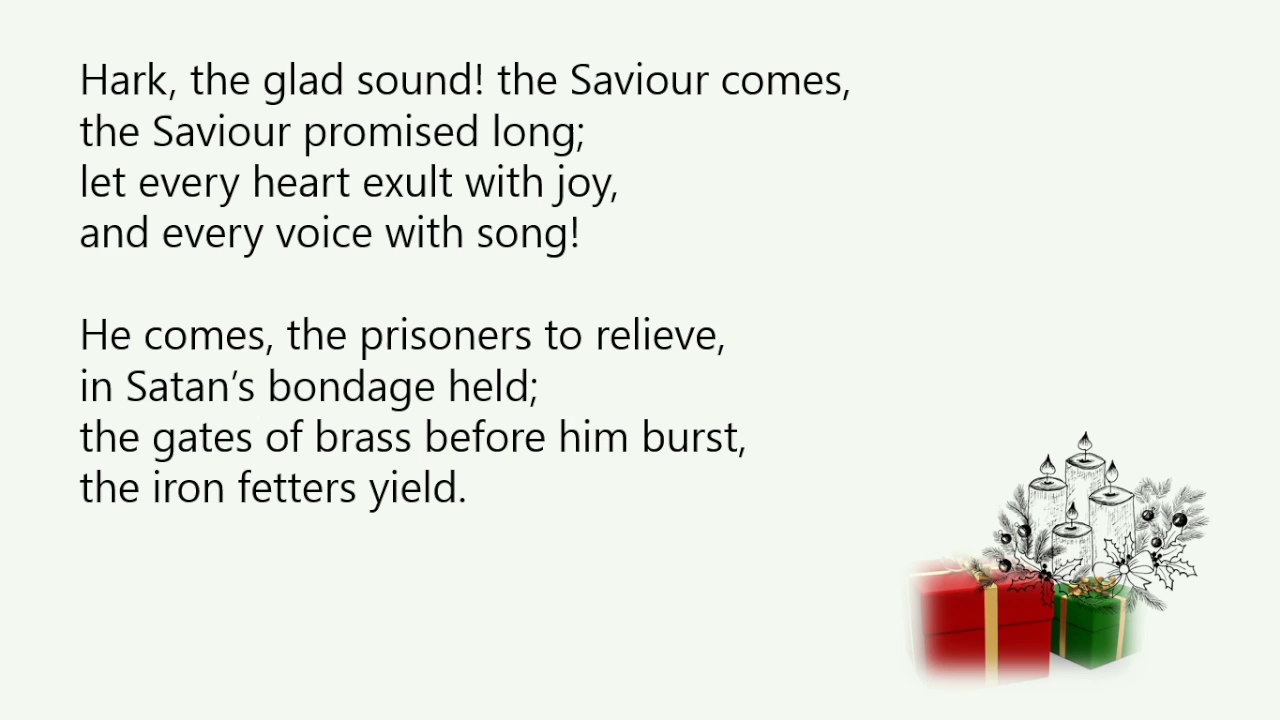 Hark, the glad sound! the Saviour comes,
the Saviour promised long;
let every heart exult with joy,
and every voice with song!
He comes, the prisoners to relieve,
in Satan’s bondage held;
the gates of brass before him burst,
the iron fetters yield.